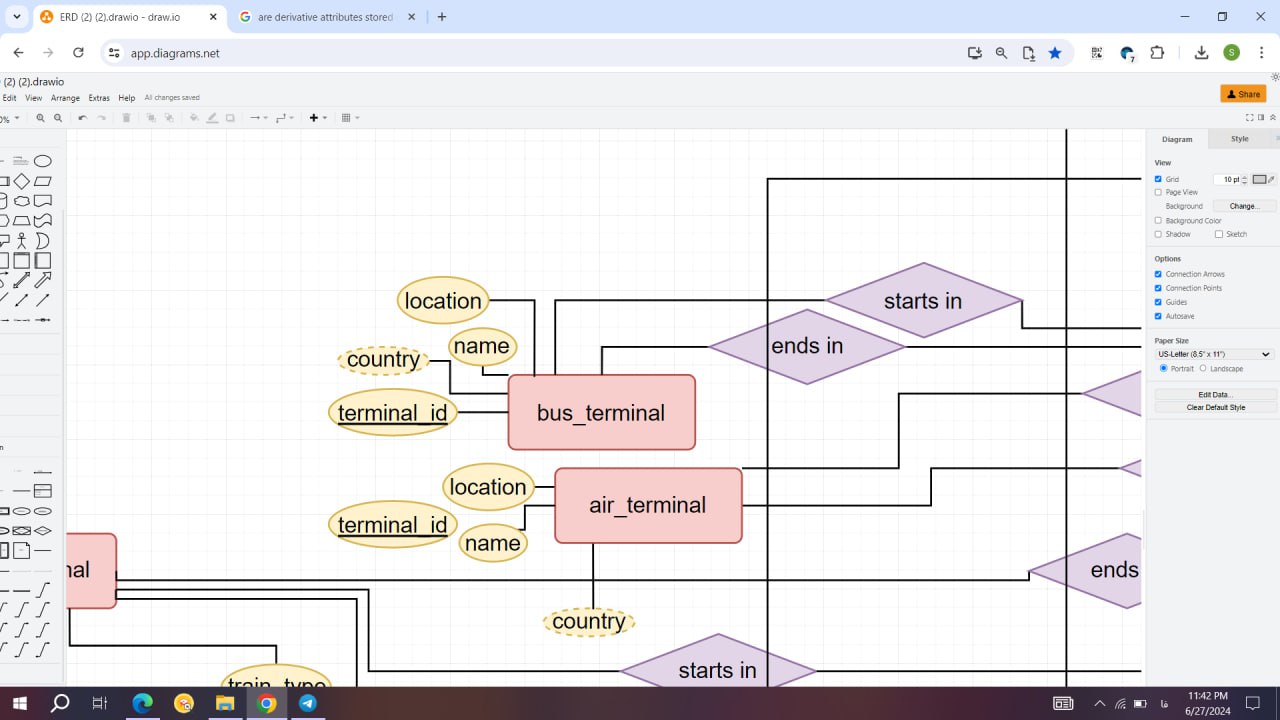 ERD (2) (2).drawio - draw.io
are derivative attributes stored
app.diagrams.net
7
S
(2) (2).drawio
Edit View Arrange Extras Help All changes saved
Share
0%
Diagram Style
View
Grid 10 pt
Page View
Background Change...
Background Color
Shadow Sketch
Options
Connection Arrows
Connection Points
Guides
Autosave
Paper Size
US-Letter (8,5" x 11")
Portrait Landscape
Edit Data...
Clear Default Style
location
starts in
name
ends in
country
terminal_id
bus_terminal
location
air_terminal
terminal_id
name
nal
ends
country
starts in
train_type
11:42 PM
6/27/2024
فا